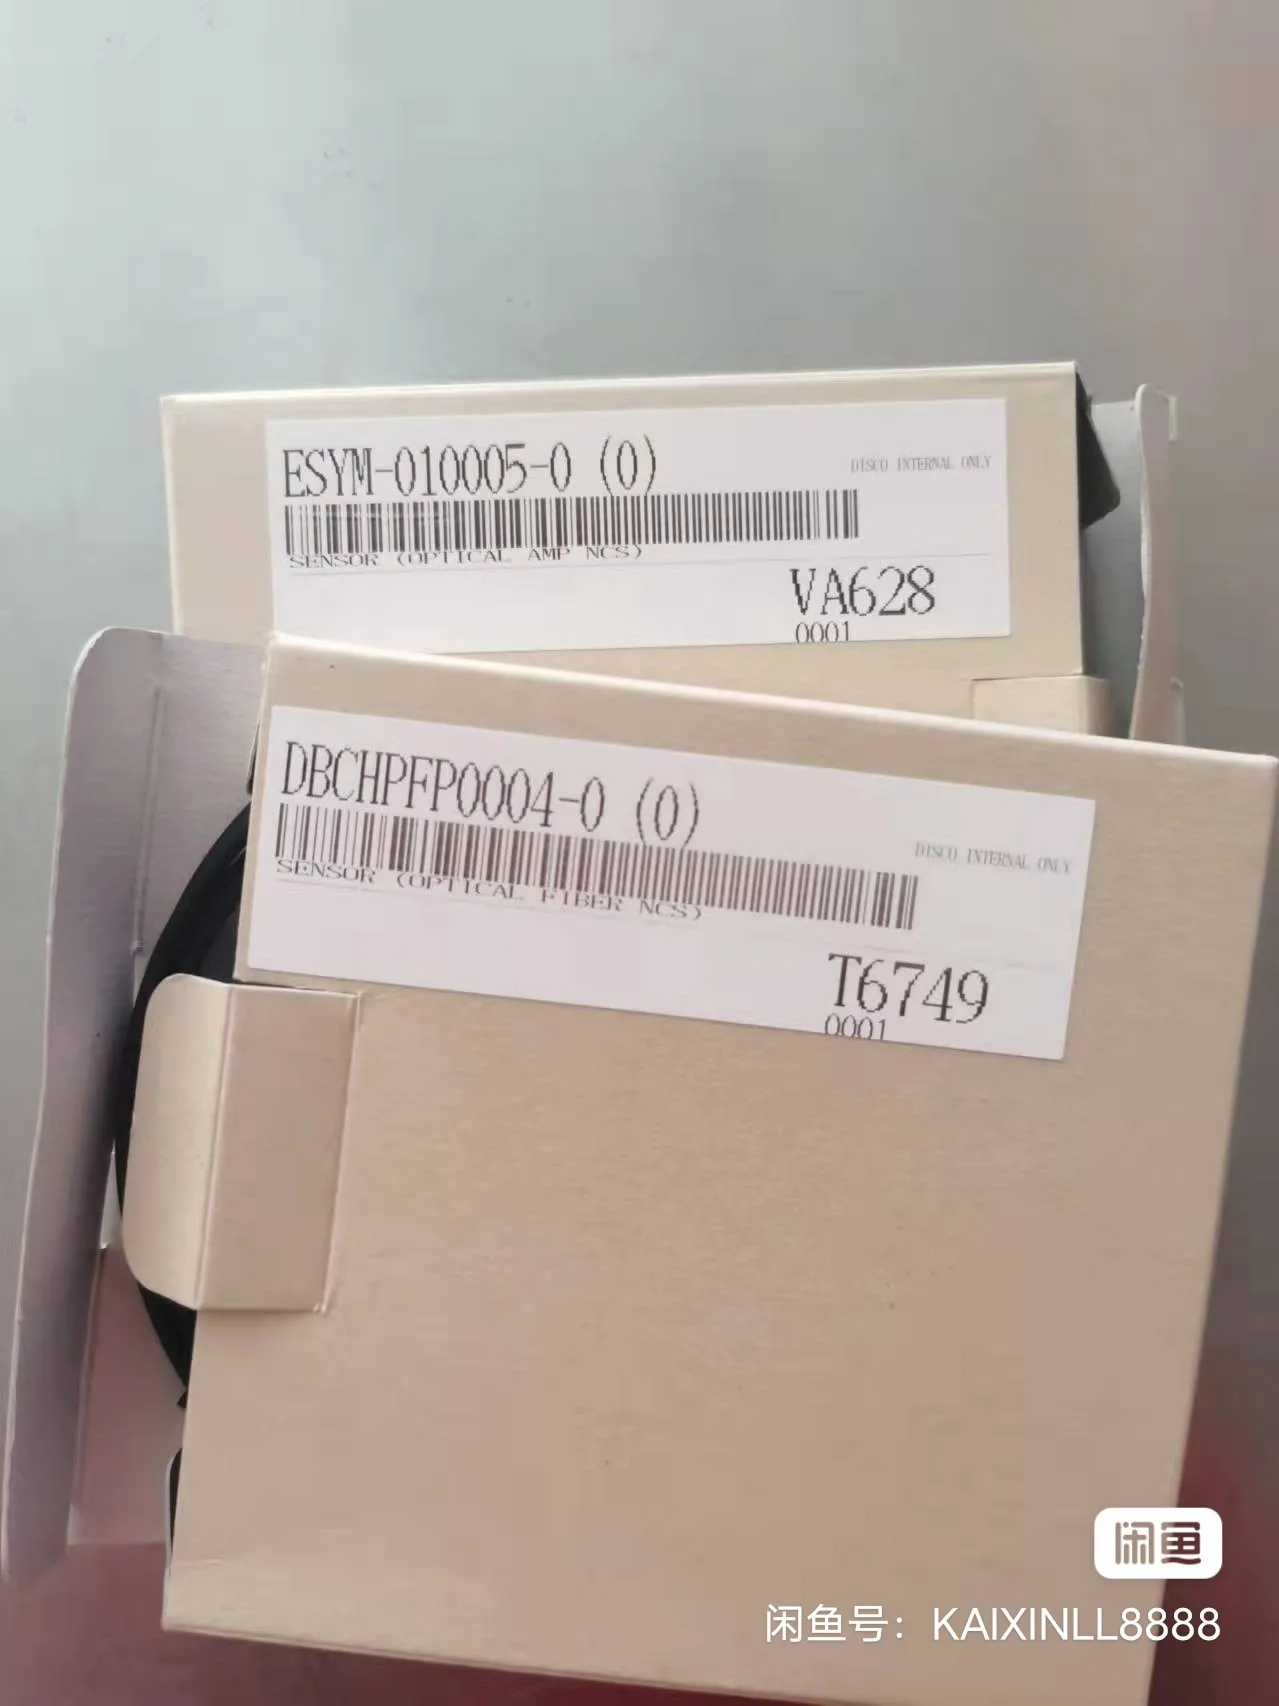 ESYM-010005-0 (0)
DISCO INTERNAL ONLY
SENSOR (OPTICAL AMP NCS)
VA628
0001
DBCHPFP0004-0 (0)
DISCO INTERNAL ONLY
SENSOR (OPTICAL FIBER NCS)
T6749
0001
闲鱼
闲鱼号：KAIXINLL8888